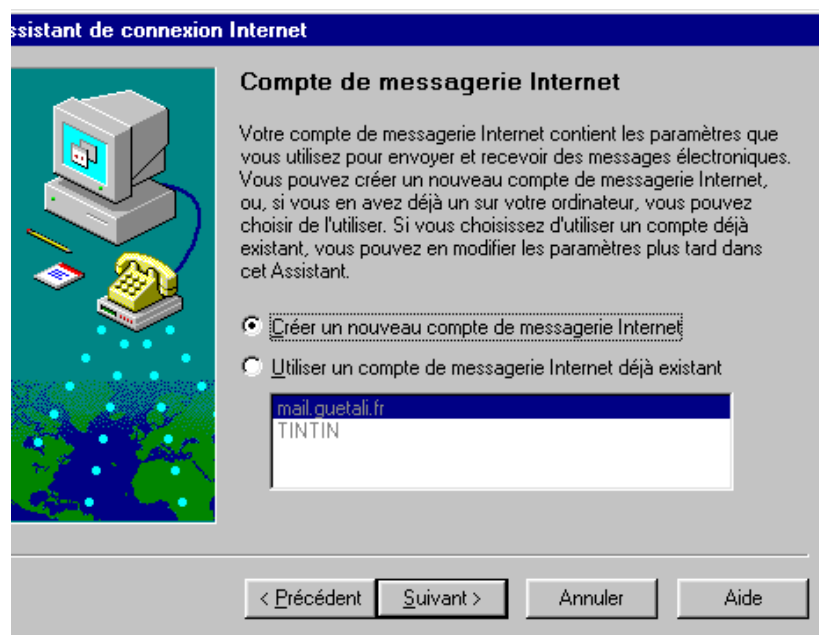 ssistant de connexion Internet
Compte de messagerie Internet
Votre compte de messagerie Internet contient les paramètres que
vous utilisez pour envoyer et recevoir des messages électroniques.
Vous pouvez créer un nouveau compte de messagerie Internet,
ou, si vous en avez déjà un sur votre ordinateur, vous pouvez
choisir de l'utiliser. Si vous choisissez d'utiliser un compte déjà
existant, vous pouvez en modifier les paramètres plus tard dans
cet Assistant.
Créer un nouveau compte de messagerie Internet
Utiliser un compte de messagerie Internet déjà existant
mail.guetali.fr
TINTIN
< Précédent Suivant > Annuler Aide